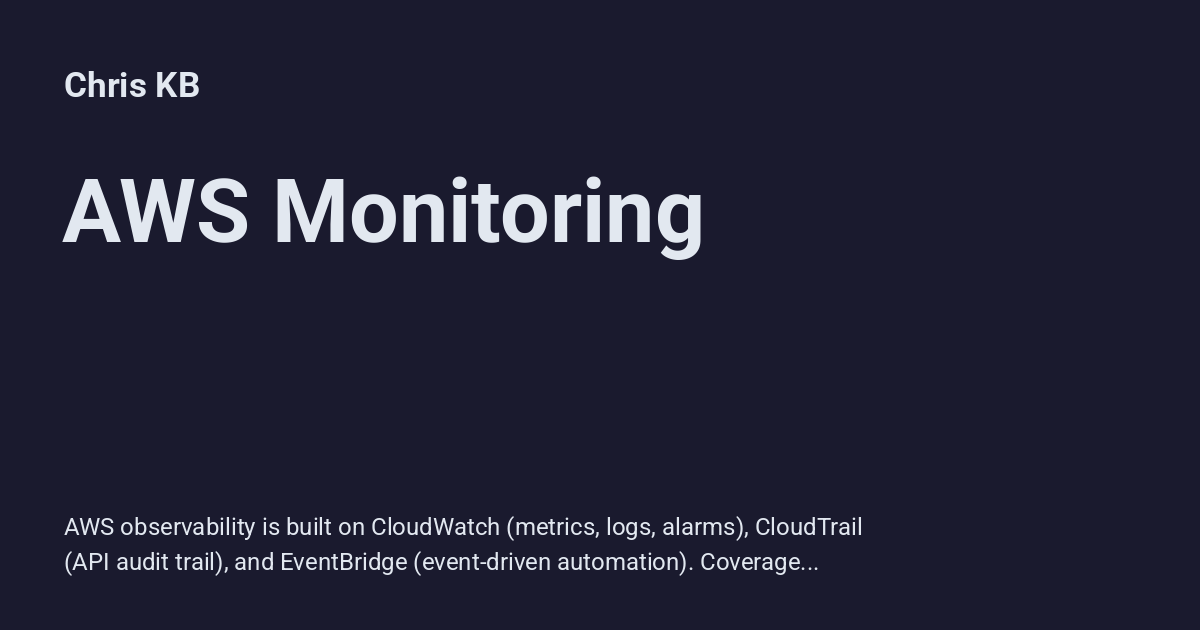 Chris KB
AWS Monitoring
AWS observability is built on CloudWatch (metrics, logs, alarms), CloudTrail
(API audit trail), and EventBridge (event-driven automation). Coverage...